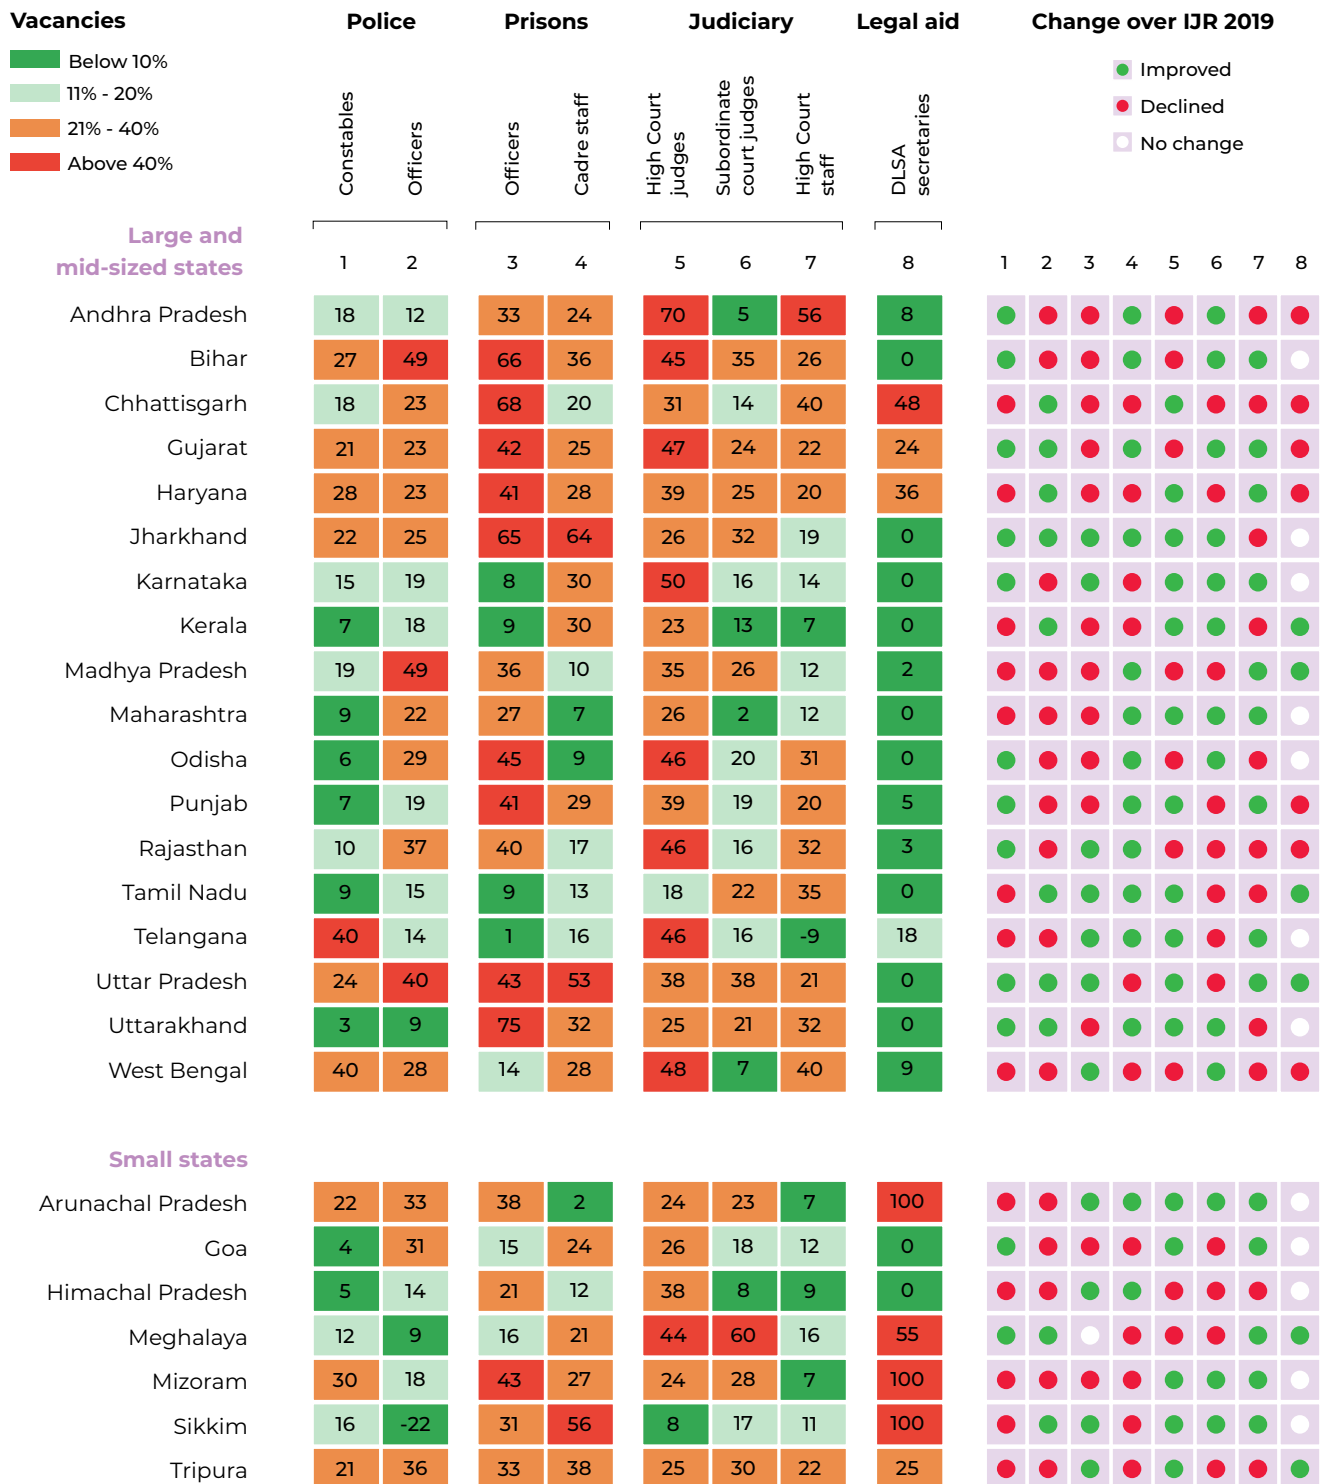 Vacancies Police Prisons Judiciary Legal aid Change over IJR 2019
Below 10%
11% - 20%
21% - 40%
Above 40%
Improved
Declined
No change
Constables
Officers
Officers
Cadre staff
High Court
judges
Subordinate
court judges
High Court
staff
DLSA
secretaries
Large and
mid-sized states 1 2 3 4 5 6 7 8 1 2 3 4 5 6 7 8
Andhra Pradesh 18 12 33 24 70 5 56 8
Bihar 27 49 66 36 45 35 26 0
Chhattisgarh 18 23 68 20 31 14 40 48
Gujarat 21 23 42 25 47 24 22 24
Haryana 28 23 41 28 39 25 20 36
Jharkhand 22 25 65 64 26 32 19 0
Karnataka 15 19 8 30 50 16 14 0
Kerala 7 18 9 30 23 13 7 0
Madhya Pradesh 19 49 36 10 35 26 12 2
Maharashtra 9 22 27 7 26 2 12 0
Odisha 6 29 45 9 46 20 31 0
Punjab 7 19 41 29 39 19 20 5
Rajasthan 10 37 40 17 46 16 32 3
Tamil Nadu 9 15 9 13 18 22 35 0
Telangana 40 14 1 16 46 16 -9 18
Uttar Pradesh 24 40 43 53 38 38 21 0
Uttarakhand 3 9 75 32 25 21 32 0
West Bengal 40 28 14 28 48 7 40 9
Small states
Arunachal Pradesh 22 33 38 2 24 23 7 100
Goa 4 31 15 24 26 18 12 0
Himachal Pradesh 5 14 21 12 38 8 9 0
Meghalaya 12 9 16 21 44 60 16 55
Mizoram 30 18 43 27 24 28 7 100
Sikkim 16 -22 31 56 8 17 11 100
Tripura 21 36 33 38 25 30 22 25